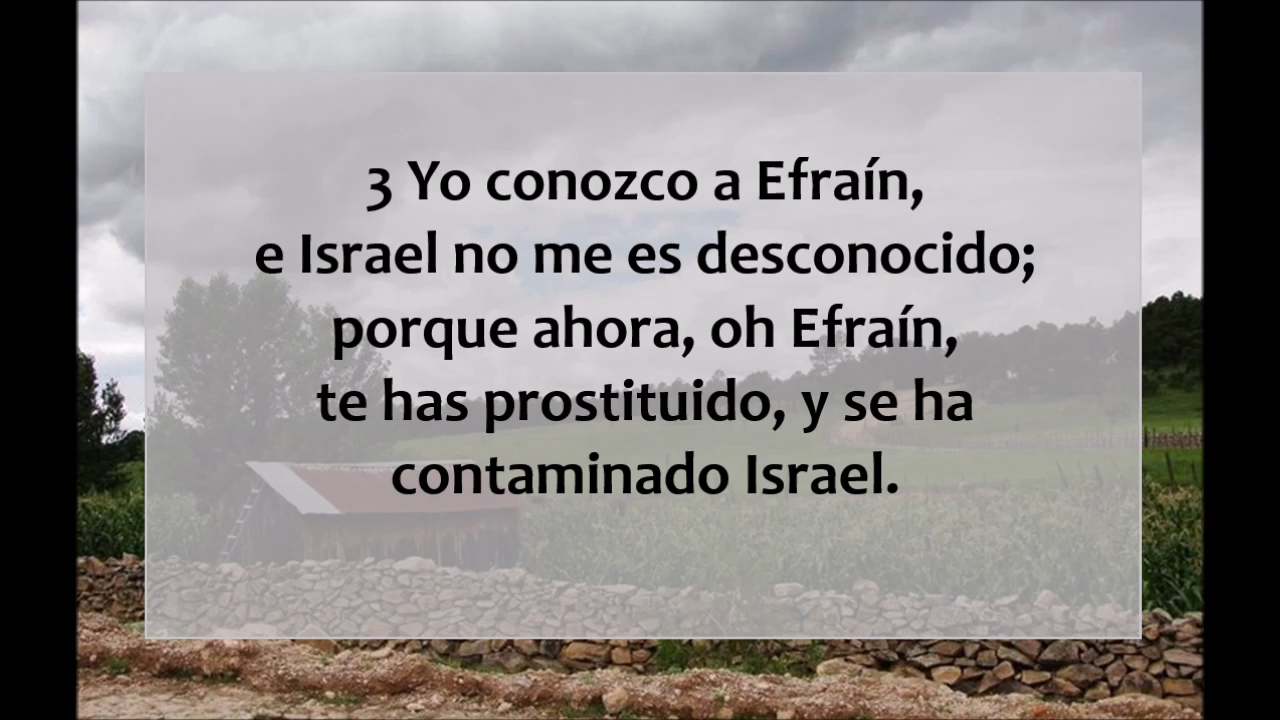 3 Yo conozco a Efraín,
e Israel no me es desconocido;
porque ahora, oh Efraín,
te has prostituido, y se ha
contaminado Israel.